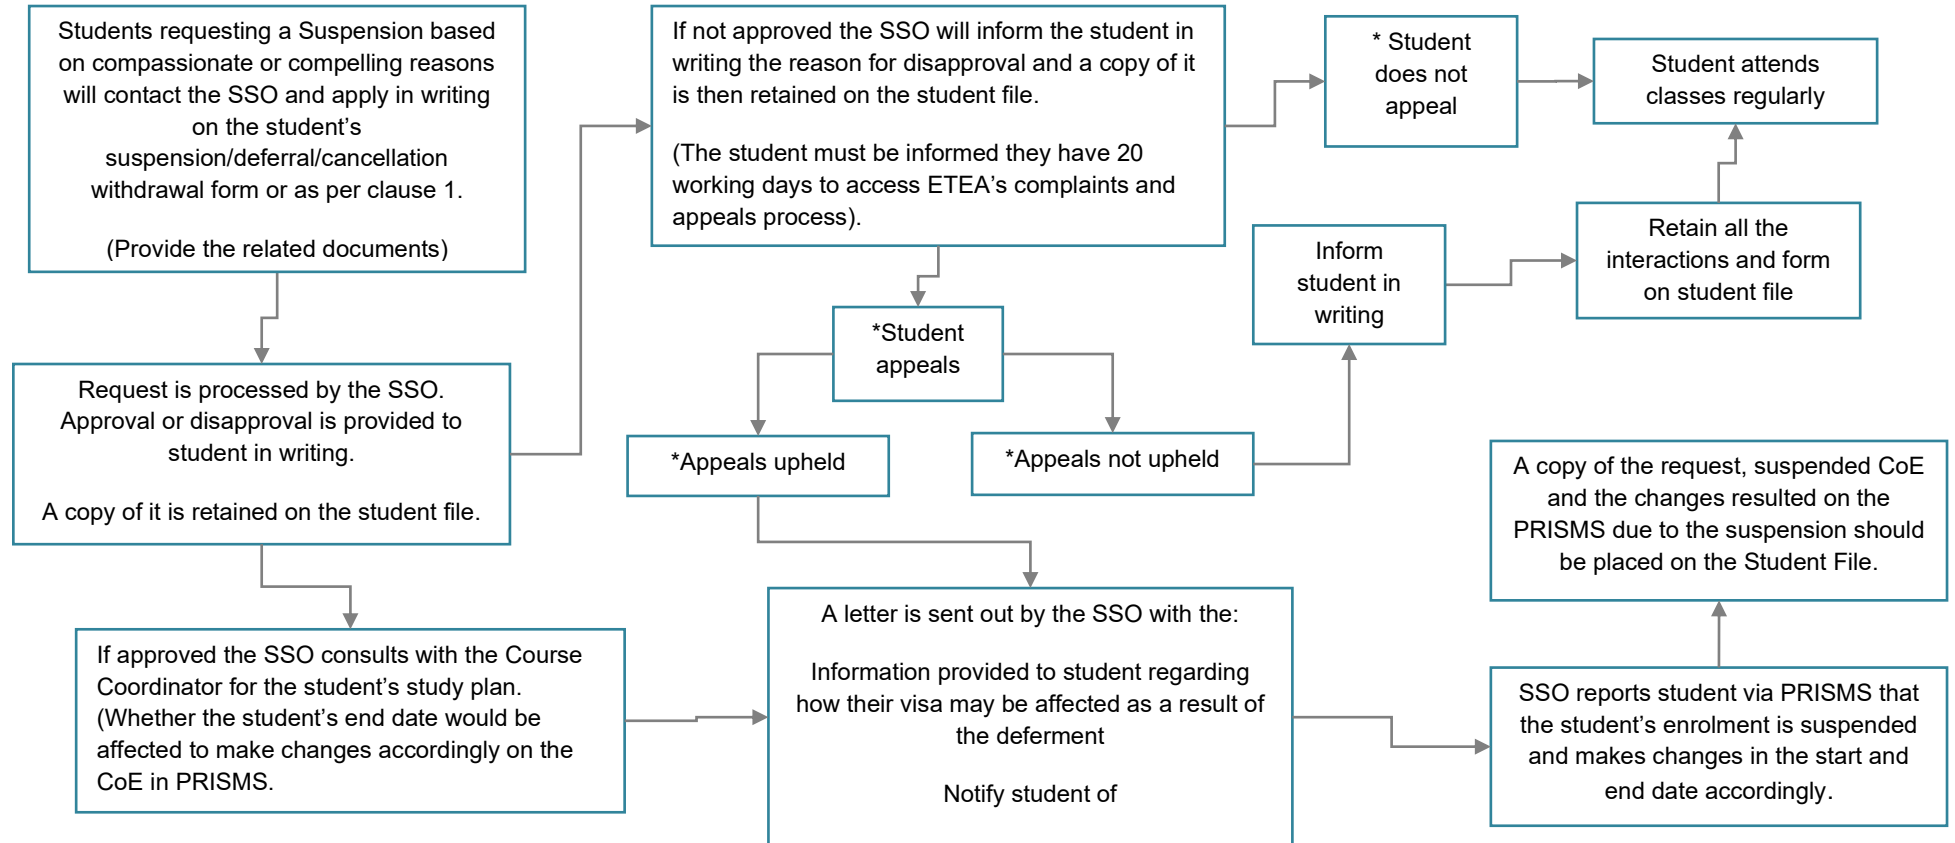 Students requesting a Suspension based
on compassionate or compelling reasons
will contact the SSO and apply in writing
on the student’s
suspension/deferral/cancellation
withdrawal form or as per clause 1.
(Provide the related documents)
Request is processed by the SSO.
Approval or disapproval is provided to
student in writing.
A copy of it is retained on the student file.
If approved the SSO consults with the Course
Coordinator for the student’s study plan.
(Whether the student’s end date would be
affected to make changes accordingly on the
CoE in PRISMS.
If not approved the SSO will inform the student in
writing the reason for disapproval and a copy of it
is then retained on the student file.
(The student must be informed they have 20
working days to access ETEA’s complaints and
appeals process).
*Student
appeals
*Appeals upheld
*Appeals not upheld
A letter is sent out by the SSO with the:
Information provided to student regarding
how their visa may be affected as a result of
the deferment
Notify student of
* Student
does not
appeal
Student attends
classes regularly
Inform
student in
writing
Retain all the
interactions and form
on student file
A copy of the request, suspended CoE
and the changes resulted on the
PRISMS due to the suspension should
be placed on the Student File.
SSO reports student via PRISMS that
the student’s enrolment is suspended
and makes changes in the start and
end date accordingly.